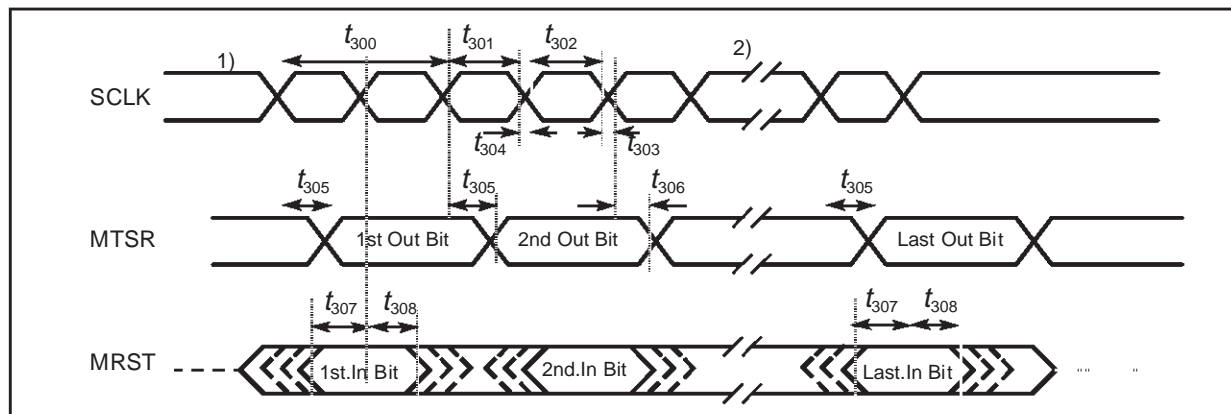 1) t300 t301 t302 2)
SCLK
t304 t303
t305 t305 t306 t305
MTSR 1st Out Bit 2nd Out Bit Last Out Bit
t307 t308 t307 t308
MRST 1st.In Bit 2nd.In Bit Last.In Bit